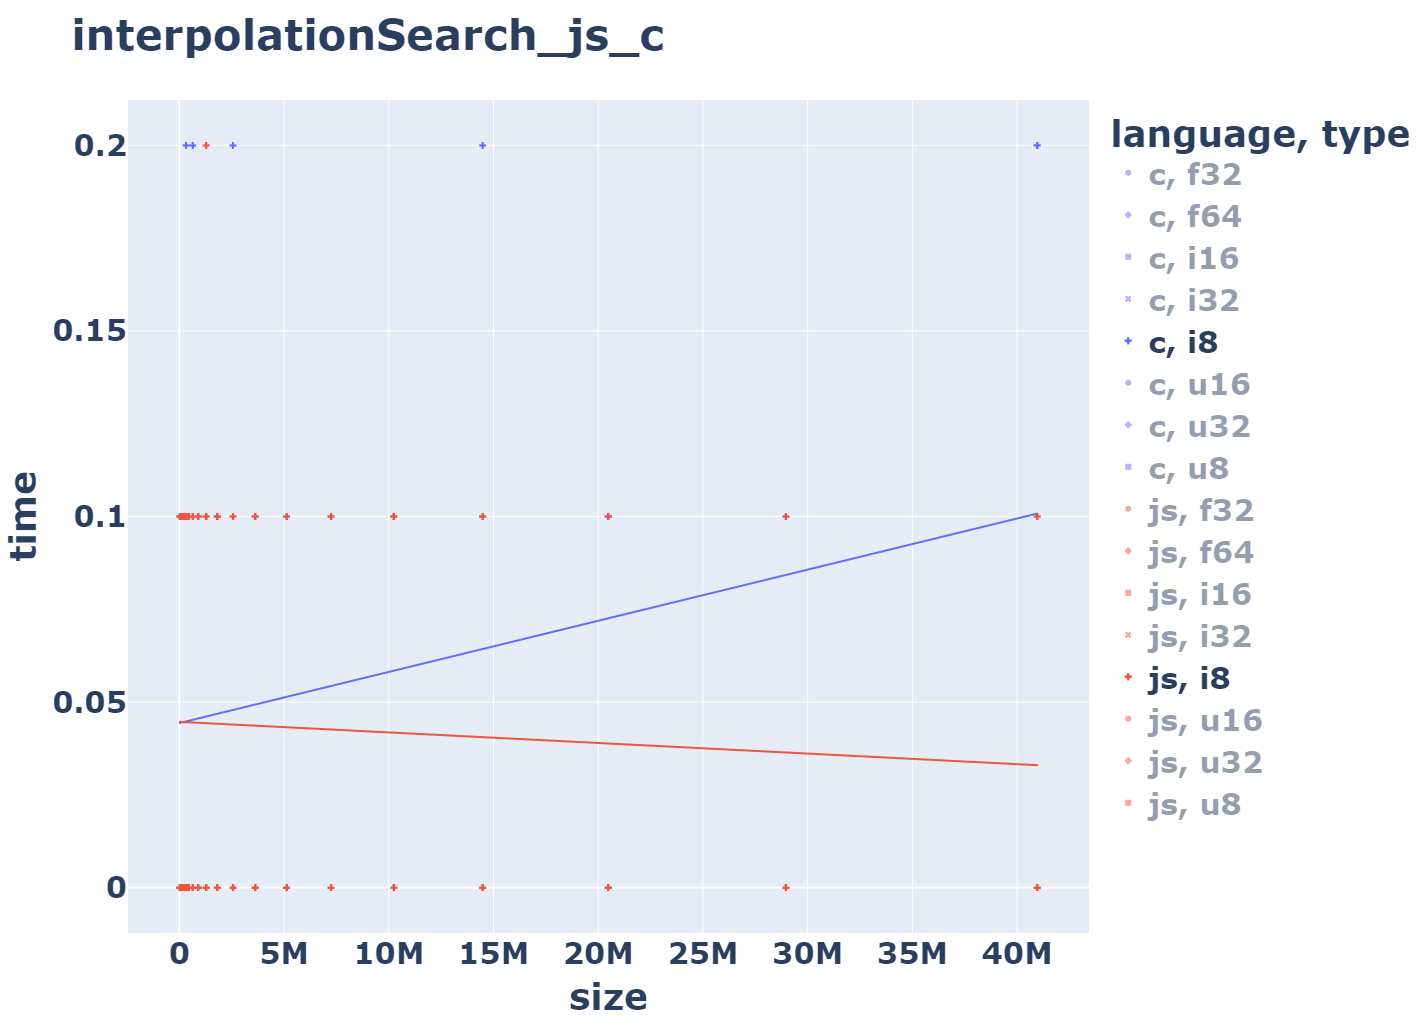 interpolationSearch_js_c
0.2
0.15
0.1
0.05
0
time
0 5M 10M 15M 20M 25M 30M 35M 40M
size
language, type
c, f32
c, f64
c, i16
c, i32
c, i8
c, u16
c, u32
c, u8
js, f32
js, f64
js, i16
js, i32
js, i8
js, u16
js, u32
js, u8